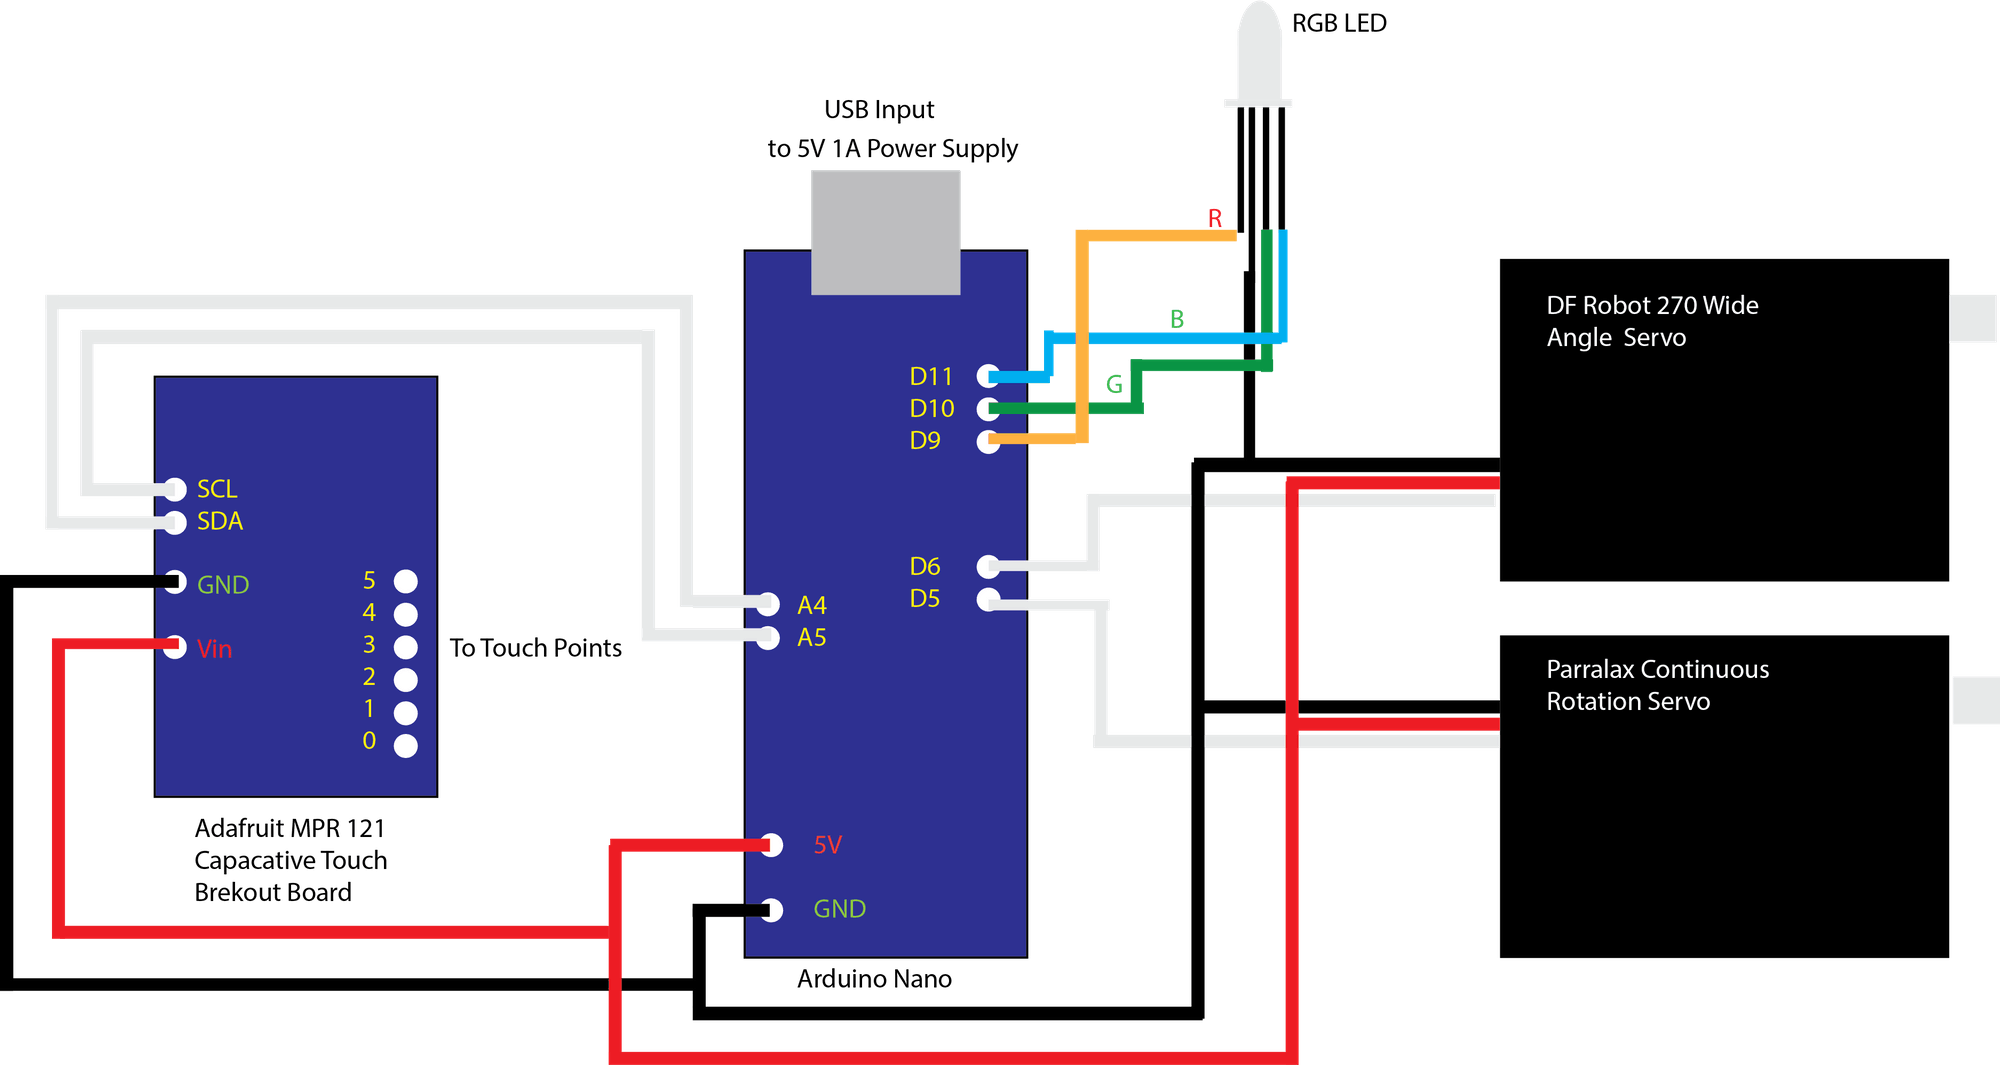 RGB LED
USB Input
to 5V 1A Power Supply
R
B
G
DF Robot 270 Wide
Angle Servo
D11
D10
D9
SCL
SDA
GND
Vin
5
4
3
2
1
0
To Touch Points
A4
A5
D6
D5
Parralax Continuous
Rotation Servo
Adafruit MPR 121
Capacative Touch
Brekout Board
5V
GND
Arduino Nano